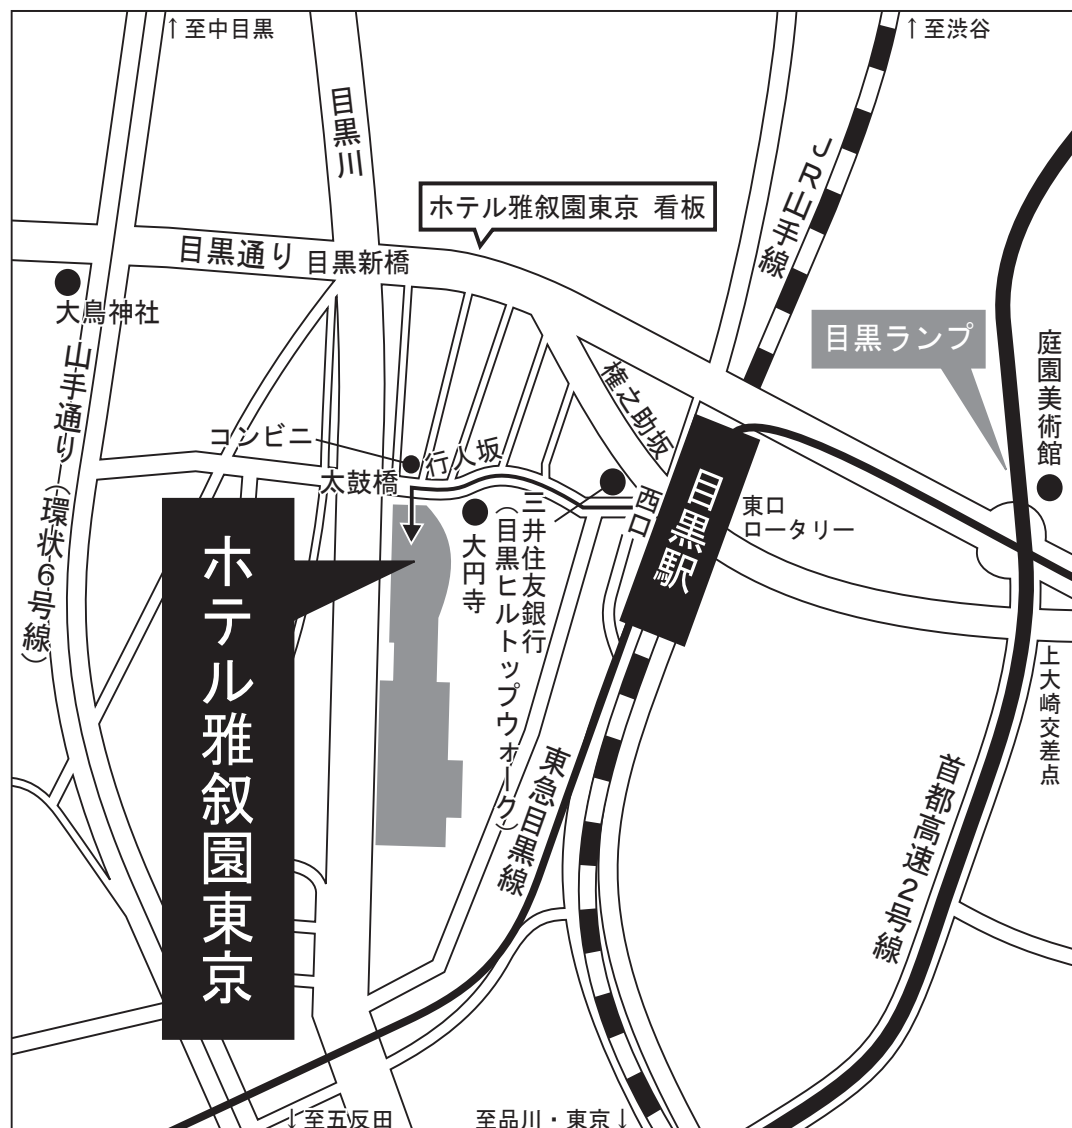 ↑至中目黒
↑至渋谷
目黒川
JR山手線
ホテル雅叙園東京 看板
目黒通り
目黒新橋
大鳥神社
目黒ランプ
庭園美術館
山手通り(環状6号線)
権之助坂
コンビニ
行人坂
太鼓橋
目黒駅
西口
東口
ロータリー
三井住友銀行
(目黒ヒルトップウォーク)
大円寺
ホテル雅叙園東京
上大崎交差点
東急目黒線
首都高速2号線
↓至五反田
至品川・東京↓